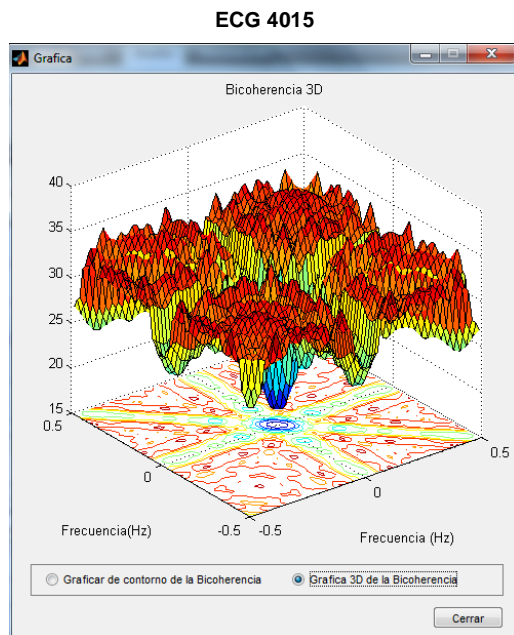 ECG 4015
Grafica
Bicoherencia 3D
40
35
30
25
20
15
0.5
0
-0.5
-0.5
0
0.5
Frecuencia(Hz)
Frecuencia (Hz)
Graficar de contorno de la Bicoherencia
Grafica 3D de la Bicoherencia
Cerrar